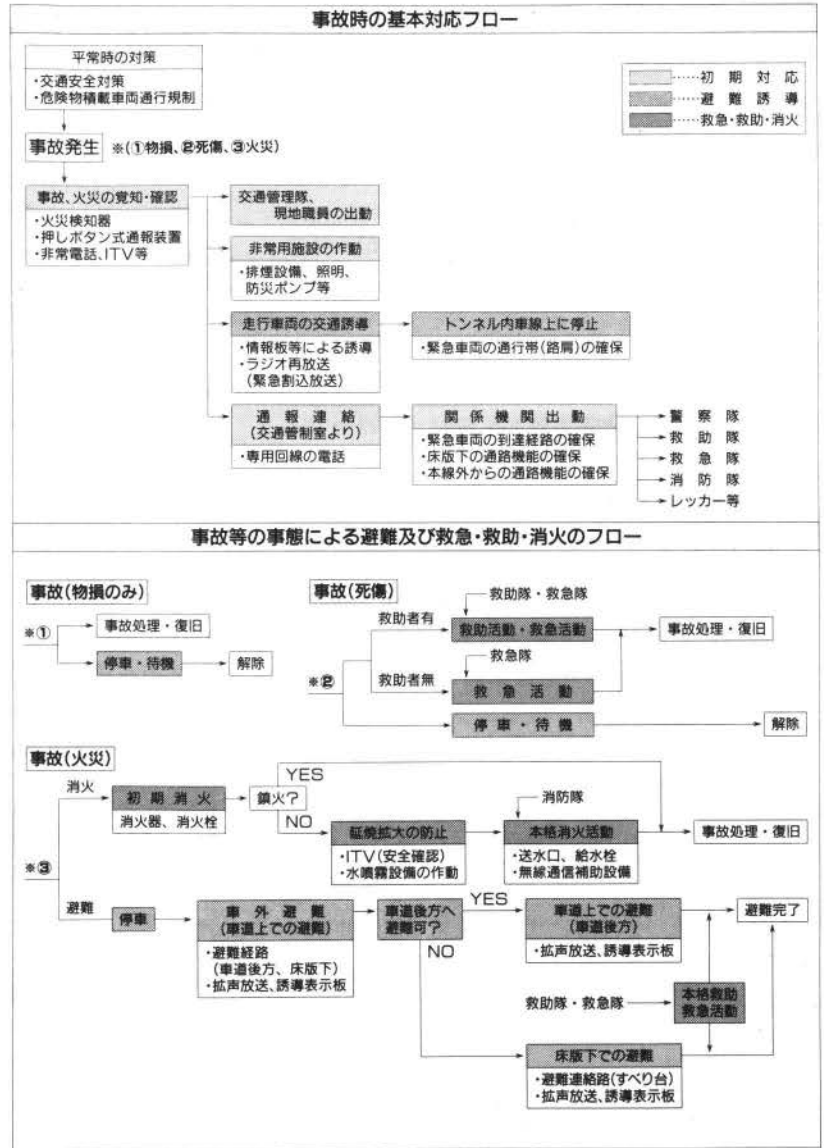 事故時の基本対応フロー
平常時の対策
・交通安全対策
・危険物積載車両通行規制
……初期対応
……避難誘導
……救急・救助・消火
事故発生 ※(①物損、②死傷、③火災)
事故、火災の覚知・確認
・火災検知器
・押しボタン式通報装置
・非常電話、ITV等
交通管理隊、
現地職員の出動
非常用施設の作動
・排煙設備、照明、
防災ポンプ等
走行車両の交通誘導
・情報板等による誘導
・ラジオ再放送
(緊急割込放送)
トンネル内車線上に停止
・緊急車両の通行帯(路肩)の確保
通報連絡
(交通管制室より)
・専用回線の電話
関係機関出動
・緊急車両の到達経路の確保
・床版下の通路機能の確保
・本線外からの通路機能の確保
警察隊
救助隊
救急隊
消防隊
レッカー等
事故等の事態による避難及び救急・救助・消火のフロー
事故(物損のみ)
※①
事故処理・復旧
停車・待機
解除
事故(死傷)
※②
救助者有
救助隊・救急隊
救助活動・救急活動
事故処理・復旧
救助者無
救急隊
救急活動
停車・待機
解除
事故(火災)
※③
消火
初期消火
消火器、消火栓
鎮火?
YES
NO
延焼拡大の防止
・ITV(安全確認)
・水噴霧設備の作動
消防隊
本格消火活動
・送水口、給水栓
・無線通信補助設備
事故処理・復旧
避難
停車
車外避難
(車道上での避難)
・避難経路
(車道後方、床版下)
・拡声放送、誘導表示板
車道後方へ
避難可?
YES
NO
車道上での避難
(車道後方)
・拡声放送、誘導表示板
避難完了
救助隊・救急隊
本格救助
救急活動
床版下での避難
・避難連絡路(すべり台)
・拡声放送、誘導表示板